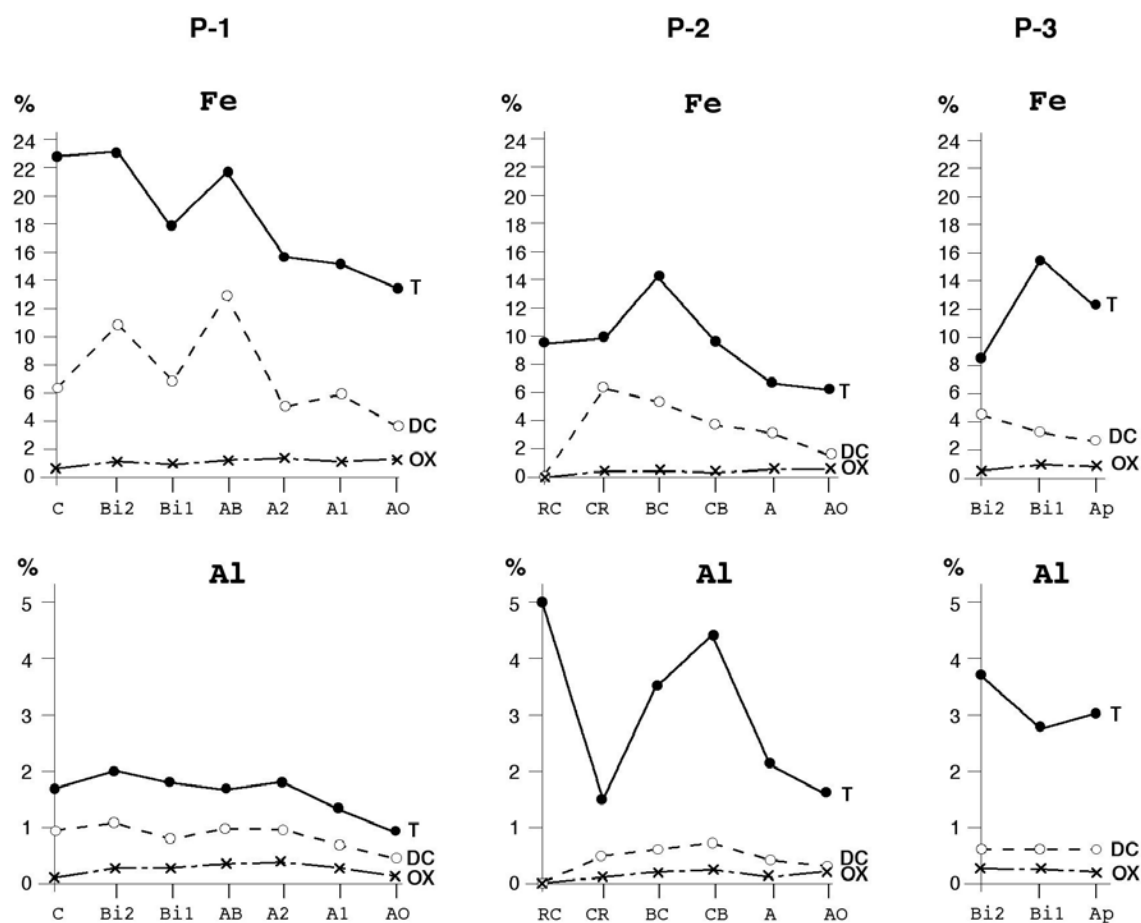 P-1 P-2 P-3
Fe Fe Fe
% % %
24 24 24
22 22 22
20 20 20
18 18 18
16 16 16
14 T 14 14
12 12 12 T
10 10 10
8 8 8
6 6 T 6
4 DC 4 4
2 OX 2 DC 2 DC
0 0 OX 0 OX
C Bi2 Bi1 AB A2 A1 AO RC CR BC CB A AO Bi2 Bi1 Ap
Al Al Al
% % %
5 5 5
4 4 4
3 3 3 T
2 2 T 2
1 T 1 1
DC DC DC
0 OX 0 OX 0 OX
C Bi2 Bi1 AB A2 A1 AO RC CR BC CB A AO Bi2 Bi1 Ap